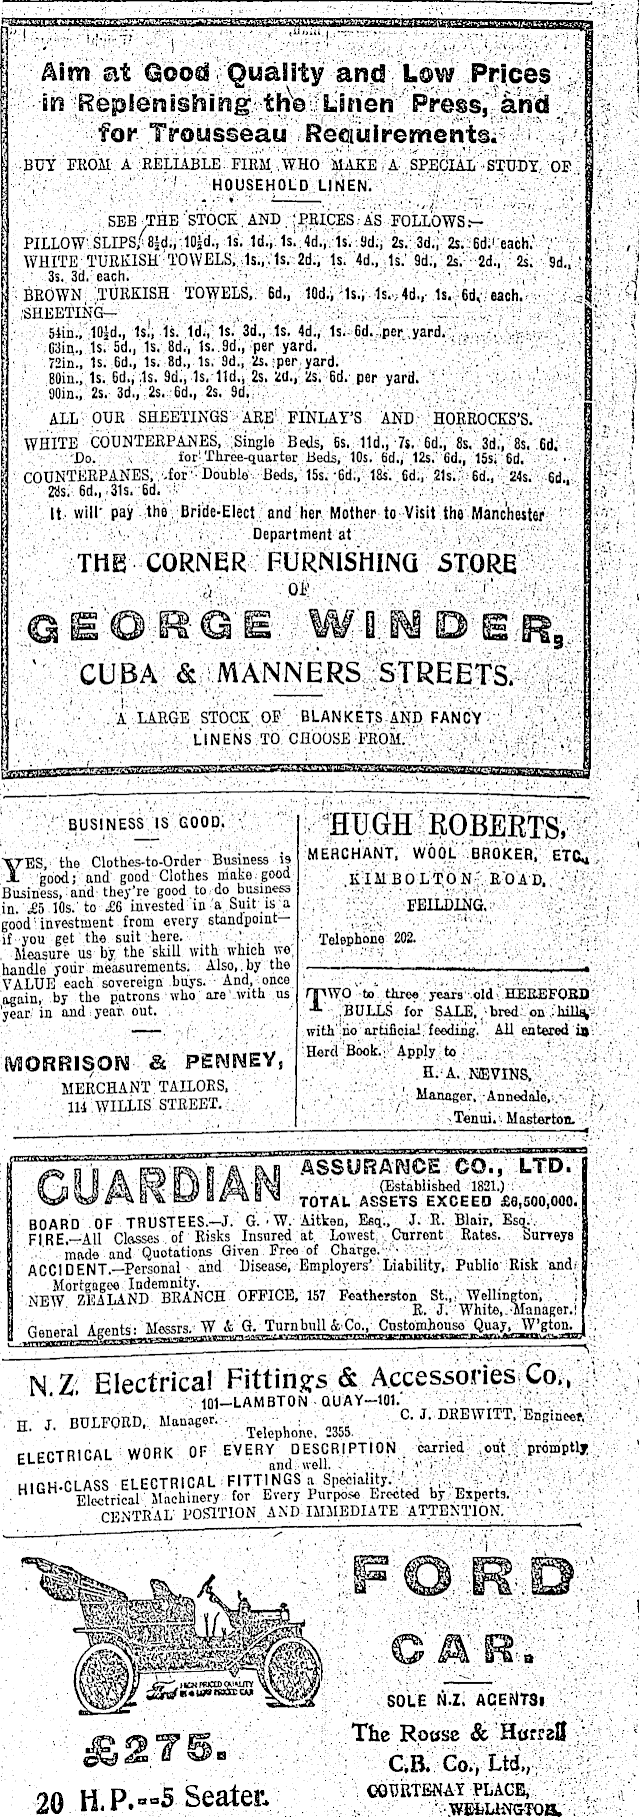 Aim at Good Quality and Low Prices
in Replenishing the Linen Press, and
for Trousseau Requirements.
BUY FROM A RELIABLE FIRM WHO MAKE A SPECIAL STUDY OF
HOUSEHOLD LINEN.
SEE THE STOCK AND PRICES AS FOLLOWS:—
PILLOW SLIPS, 8½d., 10½d., 1s. 1d., 1s. 4d., 1s. 9d., 2s. 3d., 2s. 6d. each.
WHITE TURKISH TOWELS, 1s., 1s. 2d., 1s. 4d., 1s. 9d., 2s. 2d., 2s. 9d.,
3s. 3d. each.
BROWN TURKISH TOWELS, 6d., 10d., 1s., 1s. 4d., 1s. 6d. each.
SHEETING—
54in., 10½d., 1s., 1s. 1d., 1s. 3d., 1s. 4d., 1s. 6d. per yard.
63in., 1s. 5d., 1s. 8d., 1s. 9d., per yard.
72in., 1s. 6d., 1s. 8d., 1s. 9d., 2s. per yard.
80in., 1s. 6d., 1s. 9d., 1s. 11d., 2s. 2d., 2s. 6d. per yard.
90in., 2s. 3d., 2s. 6d., 2s. 9d.
ALL OUR SHEETINGS ARE FINLAY'S AND HORROCKS'S.
WHITE COUNTERPANES, Single Beds, 6s. 11d., 7s. 6d., 8s. 3d., 8s. 6d.
Do. for Three-quarter Beds, 10s. 6d., 12s. 6d., 15s. 6d.
COUNTERPANES, for Double Beds, 15s. 6d., 18s. 6d., 21s. 6d., 24s. 6d.,
28s. 6d., 31s. 6d.
It will pay the Bride-Elect and her Mother to Visit the Manchester
Department at
THE CORNER FURNISHING STORE
OF
GEORGE WINDER,
CUBA & MANNERS STREETS.
A LARGE STOCK OF BLANKETS AND FANCY
LINENS TO CHOOSE FROM.
BUSINESS IS GOOD.
YES, the Clothes-to-Order Business is
good; and good Clothes make good
Business, and they're good to do business
in. £5 10s. to £6 invested in a Suit is a
good investment from every standpoint—
if you get the suit here.
Measure us by the skill with which we
handle your measurements. Also, by the
VALUE each sovereign buys. And, once
again, by the patrons who are with us
year in and year out.
MORRISON & PENNEY,
MERCHANT TAILORS,
114 WILLIS STREET.
HUGH ROBERTS,
MERCHANT, WOOL BROKER, ETC.,
KIMBOLTON ROAD,
FEILDING.
Telephone 202.
TWO to three years old HEREFORD
BULLS for SALE, bred on hills,
with no artificial feeding. All entered in
Herd Book. Apply to
H. A. NEVINS,
Manager, Annedale,
Tenui, Masterton.
GUARDIAN ASSURANCE CO., LTD.
(Established 1821.)
TOTAL ASSETS EXCEED £6,500,000.
BOARD OF TRUSTEES.—J. G. W. Aitken, Esq., J. R. Blair, Esq.
FIRE.—All Classes of Risks Insured at Lowest Current Rates. Surveys
made and Quotations Given Free of Charge.
ACCIDENT.—Personal and Disease, Employers' Liability, Public Risk and
Mortgagee Indemnity.
NEW ZEALAND BRANCH OFFICE, 157 Featherston St., Wellington,
R. J. White, Manager.
General Agents: Messrs. W & G. Turnbull & Co., Customhouse Quay, W'gton.
N.Z. Electrical Fittings & Accessories Co.,
101—LAMBTON QUAY—101.
H. J. BULFORD, Manager. C. J. DREWITT, Engineer.
Telephone, 2355.
ELECTRICAL WORK OF EVERY DESCRIPTION carried out promptly
and well.
HIGH-CLASS ELECTRICAL FITTINGS a Speciality.
Electrical Machinery for Every Purpose Erected by Experts.
CENTRAL POSITION AND IMMEDIATE ATTENTION.
Ford HIGH PRICED QUALITY
IN A LOW PRICED CAR
£275.
20 H.P.--5 Seater.
FORD
CAR.
SOLE N.Z. AGENTS:
The Rouse & Hurrell
C.B. Co., Ltd.,
COURTENAY PLACE,
WELLINGTON.